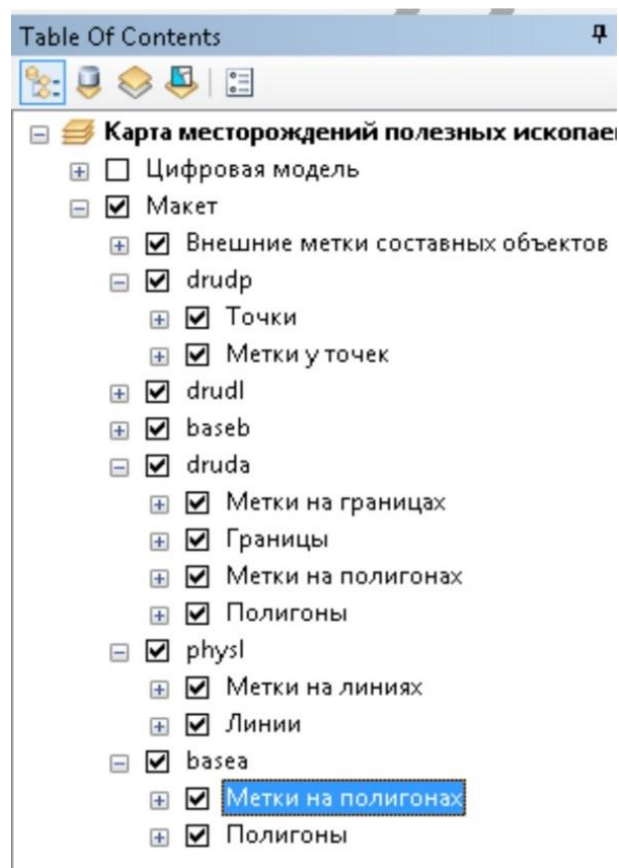 Table Of Contents
Карта месторождений полезных
Цифровая модель
Макет
Внешние метки составных объектов
drudp
Точки
Метки у точек
drudl
baseb
druda
Метки на границах
Границы
Метки на полигонах
Полигоны
physl
Метки на линиях
Линии
basea
Метки на полигонах
Полигоны